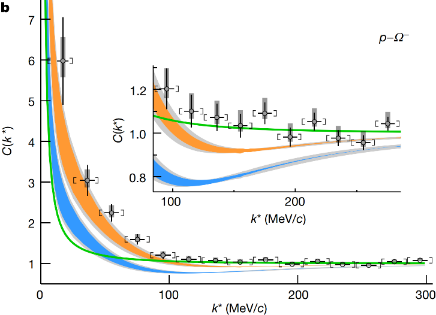 b
p–Ω⁻
7
6
5
4
3
2
1
C(k*)
0
100
200
300
k* (MeV/c)
1.2
1.0
0.8
C(k*)
100
200
k* (MeV/c)